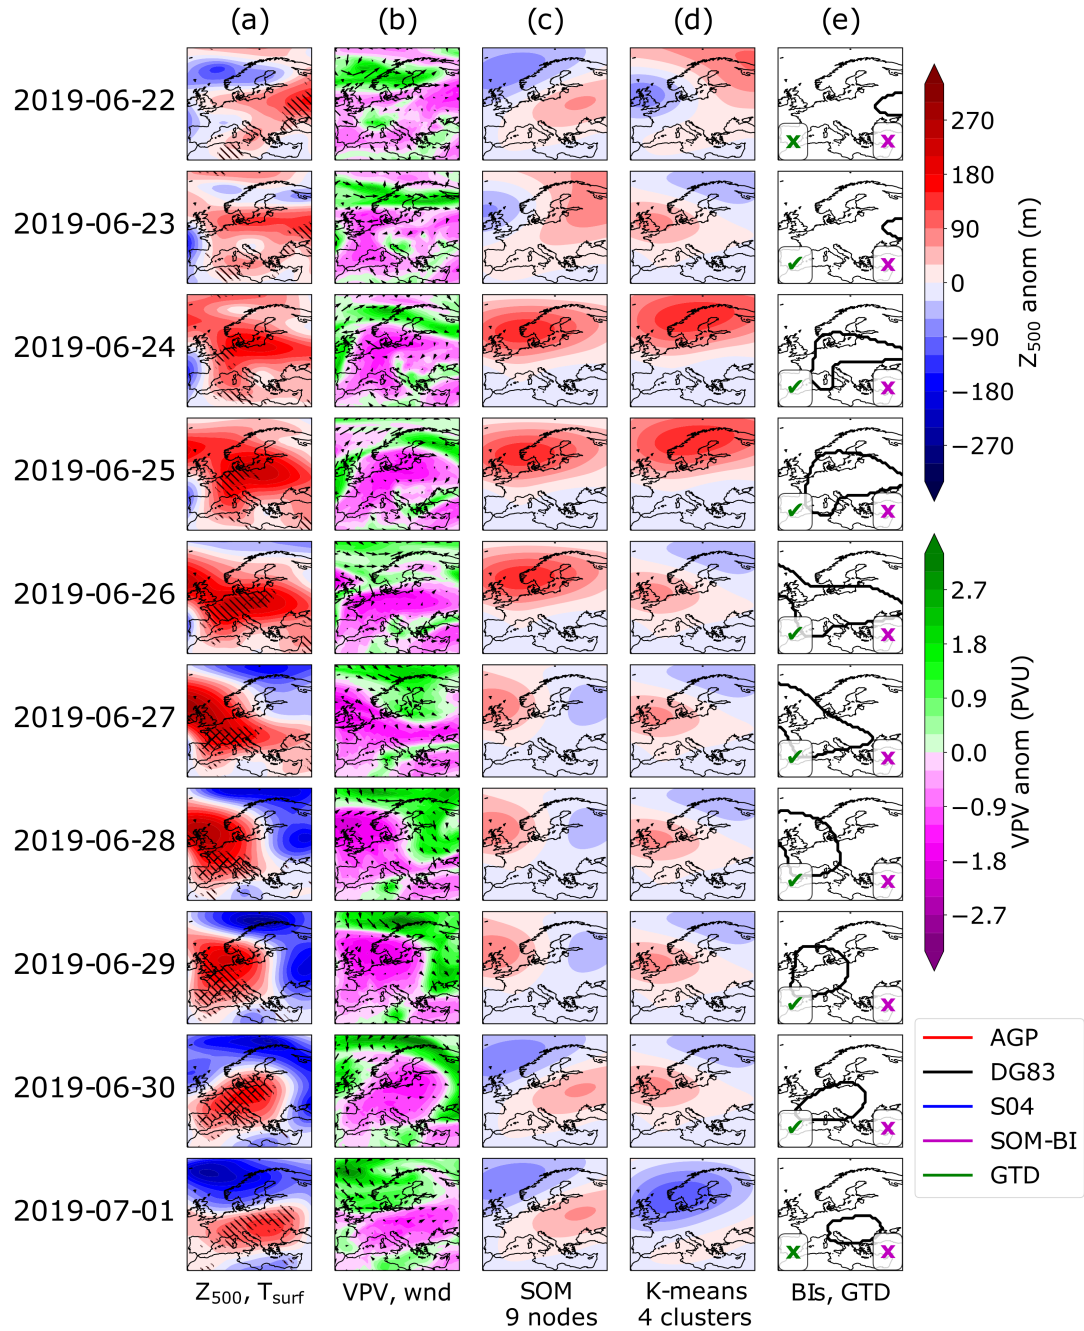 (a) (b) (c) (d) (e)
2019-06-22
2019-06-23
2019-06-24
2019-06-25
2019-06-26
2019-06-27
2019-06-28
2019-06-29
2019-06-30
2019-07-01
Z500, Tsurf
VPV, wnd
SOM
9 nodes
K-means
4 clusters
BIs, GTD
270
180
90
0
−90
−180
−270
Z500 anom (m)
2.7
1.8
0.9
0.0
−0.9
−1.8
−2.7
VPV anom (PVU)
AGP
DG83
S04
SOM-BI
GTD